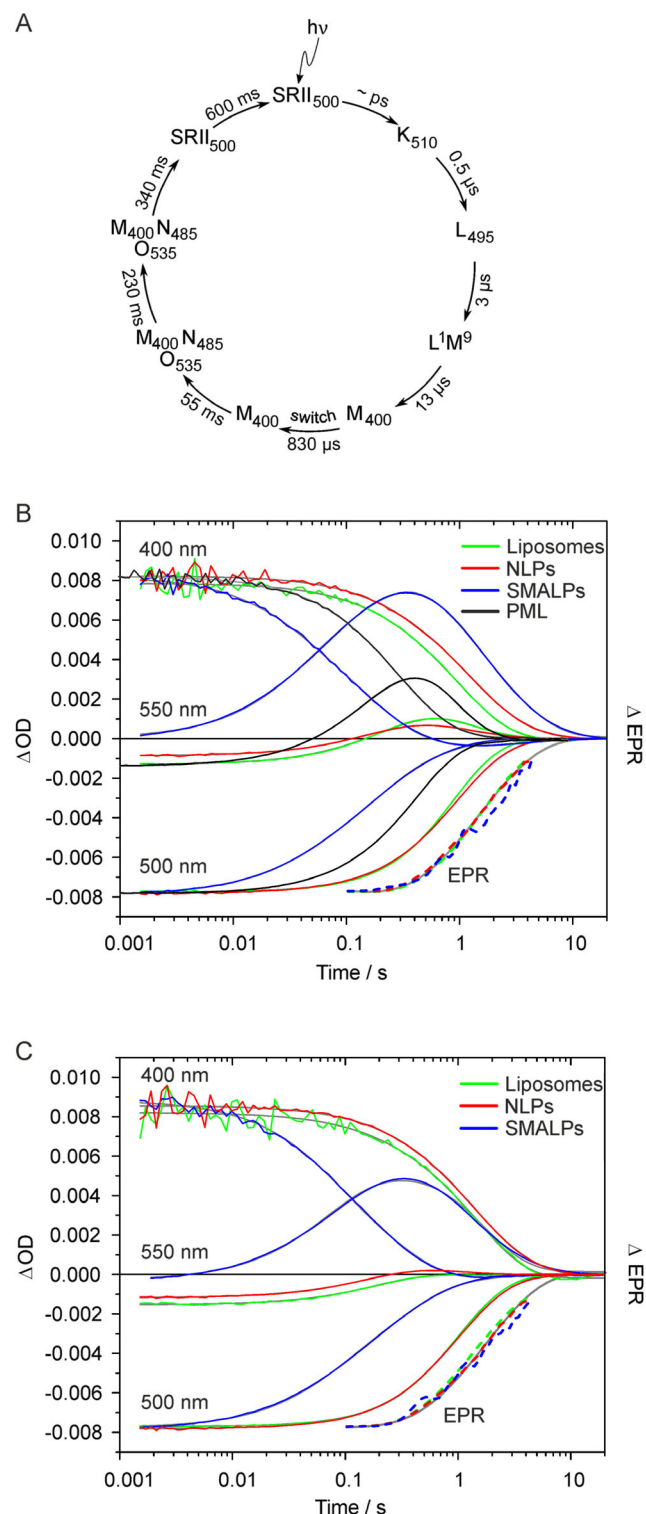 A
hν
SRII₅₀₀
~ ps
K₅₁₀
0.5 µs
L₄₉₅
3 µs
L¹M⁹
13 µs
M₄₀₀
switch
830 µs
M₄₀₀
55 ms
M₄₀₀ N₄₈₅
O₅₃₅
230 ms
M₄₀₀ N₄₈₅
O₅₃₅
340 ms
SRII₅₀₀
600 ms
B
0.010
0.008
0.006
0.004
0.002
0.000
-0.002
-0.004
-0.006
-0.008
ΔOD
Δ EPR
400 nm
550 nm
500 nm
EPR
Liposomes
NLPs
SMALPs
PML
0.001 0.01 0.1 1 10
Time / s
C
0.010
0.008
0.006
0.004
0.002
0.000
-0.002
-0.004
-0.006
-0.008
ΔOD
Δ EPR
400 nm
550 nm
500 nm
EPR
Liposomes
NLPs
SMALPs
0.001 0.01 0.1 1 10
Time / s